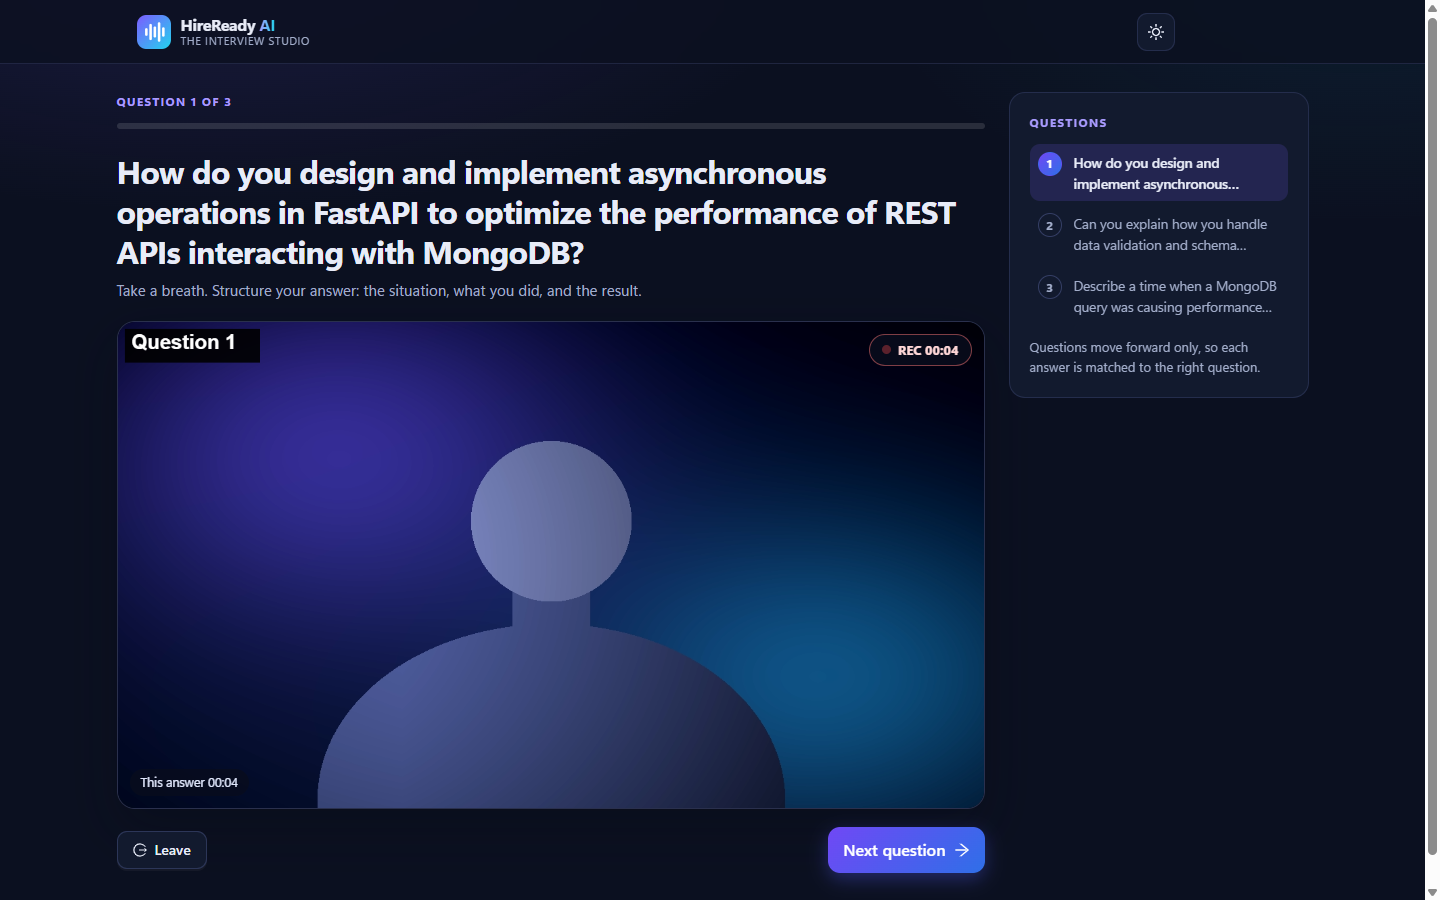 HireReady AI
THE INTERVIEW STUDIO
QUESTION 1 OF 3
How do you design and implement asynchronous
operations in FastAPI to optimize the performance of REST
APIs interacting with MongoDB?
Take a breath. Structure your answer: the situation, what you did, and the result.
Question 1
REC 00:04
This answer 00:04
Leave
Next question
QUESTIONS
1 How do you design and
implement asynchronous...
2 Can you explain how you handle
data validation and schema...
3 Describe a time when a MongoDB
query was causing performance...
Questions move forward only, so each
answer is matched to the right question.